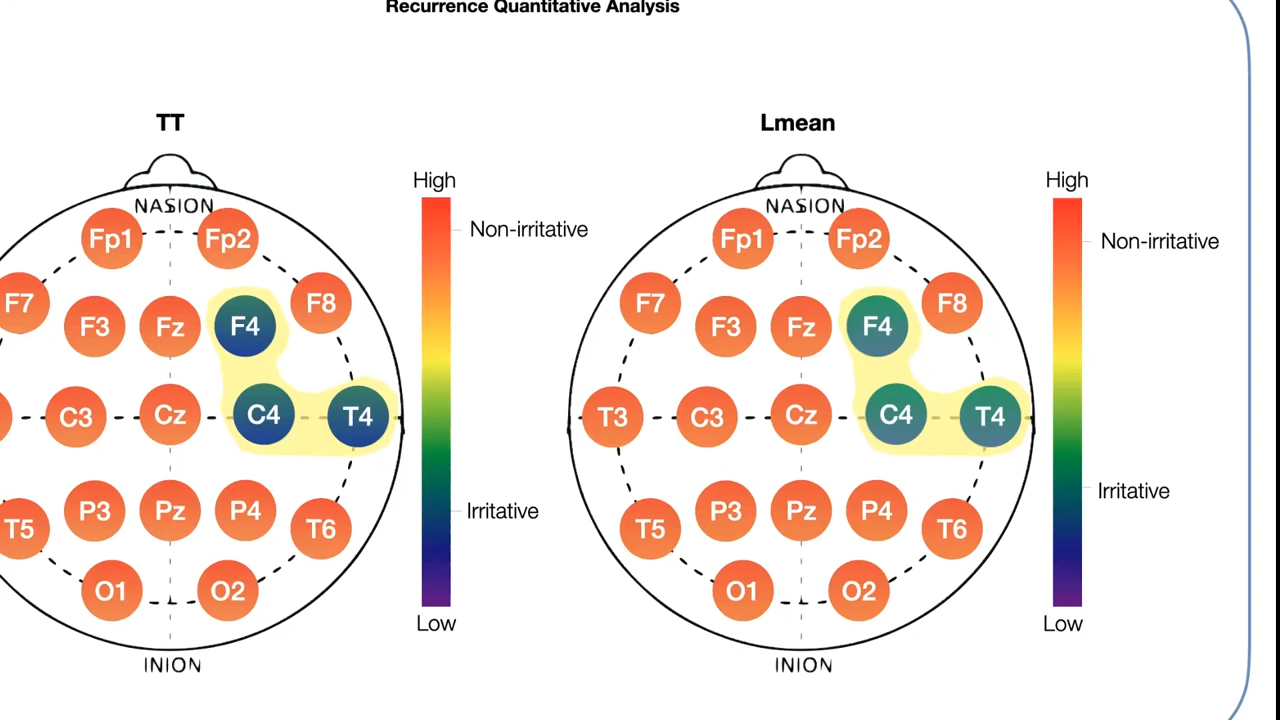 Recurrence Quantitative Analysis
TT
High
NASION
Non-irritative
Fp1 Fp2
F7 F3 Fz F4 F8
C3 Cz C4 T4
Irritative
T5 P3 Pz P4 T6
O1 O2
Low
INION
Lmean
High
NASION
Non-irritative
Fp1 Fp2
F7 F3 Fz F4 F8
T3 C3 Cz C4 T4
Irritative
T5 P3 Pz P4 T6
O1 O2
Low
INION